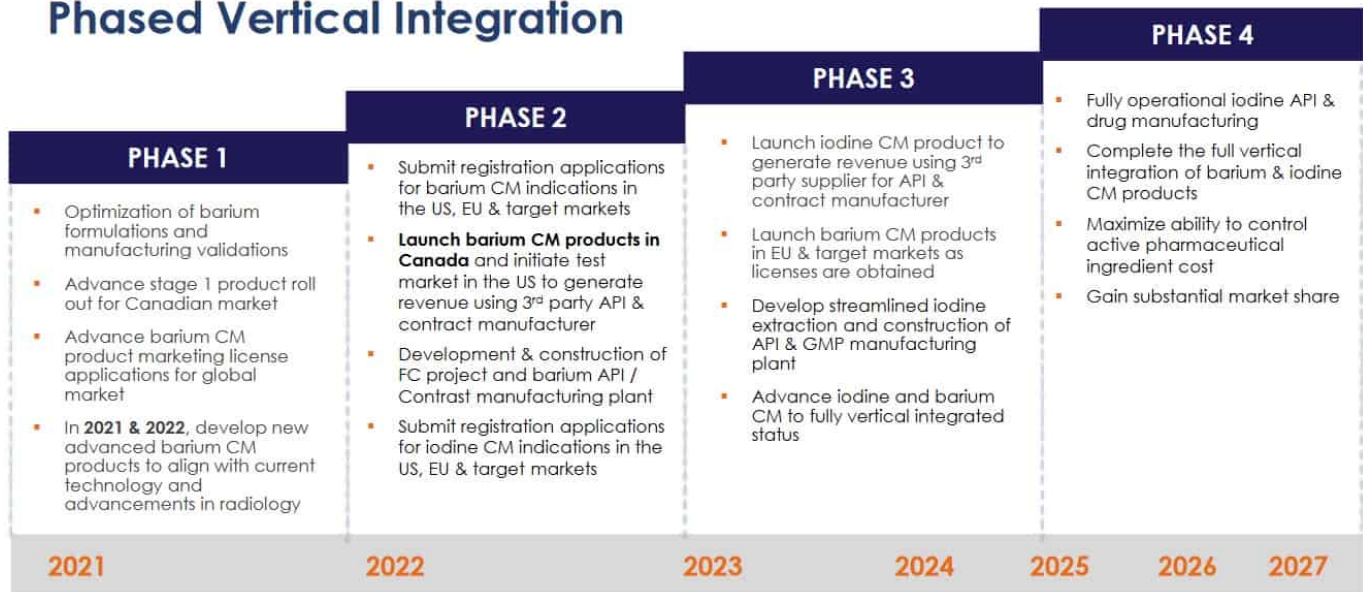 Phased Vertical Integration
PHASE 1
▪ Optimization of barium
formulations and
manufacturing validations
▪ Advance stage 1 product roll
out for Canadian market
▪ Advance barium CM
product marketing license
applications for global
market
▪ In 2021 & 2022, develop new
advanced barium CM
products to align with current
technology and
advancements in radiology
PHASE 2
▪ Submit registration applications
for barium CM indications in
the US, EU & target markets
▪ Launch barium CM products in
Canada and initiate test
market in the US to generate
revenue using 3rd party API &
contract manufacturer
▪ Development & construction of
FC project and barium API /
Contrast manufacturing plant
▪ Submit registration applications
for iodine CM indications in the
US, EU & target markets
PHASE 3
▪ Launch iodine CM product to
generate revenue using 3rd
party supplier for API &
contract manufacturer
▪ Launch barium CM products
in EU & target markets as
licenses are obtained
▪ Develop streamlined iodine
extraction and construction of
API & GMP manufacturing
plant
▪ Advance iodine and barium
CM to fully vertical integrated
status
PHASE 4
▪ Fully operational iodine API &
drug manufacturing
▪ Complete the full vertical
integration of barium & iodine
CM products
▪ Maximize ability to control
active pharmaceutical
ingredient cost
▪ Gain substantial market share
2021 2022 2023 2024 2025 2026 2027